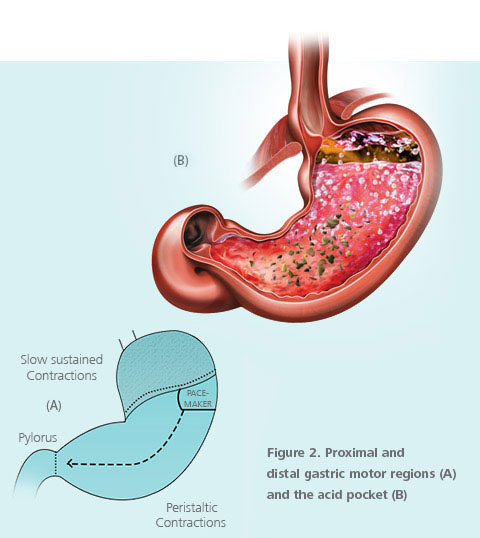 (B)
Slow sustained
Contractions
(A)
PACE-
MAKER
Pylorus
Peristaltic
Contractions
Figure 2. Proximal and
distal gastric motor regions (A)
and the acid pocket (B)